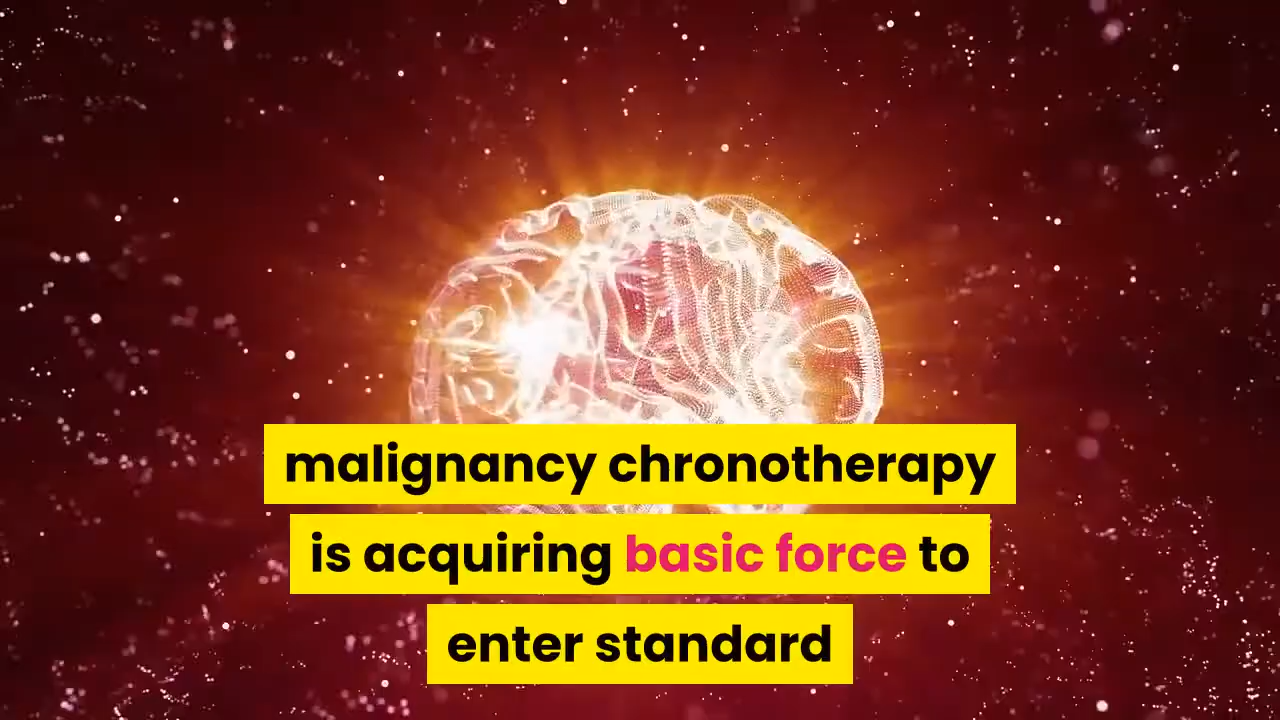 malignancy chronotherapy
is acquiring basic force to
enter standard